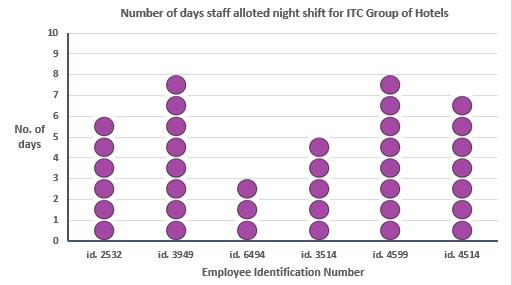 Number of days staff alloted night shift for ITC Group of Hotels
10
9
8
7
6
5
4
3
2
1
0
No. of
days
id. 2532 id. 3949 id. 6494 id. 3514 id. 4599 id. 4514
Employee Identification Number